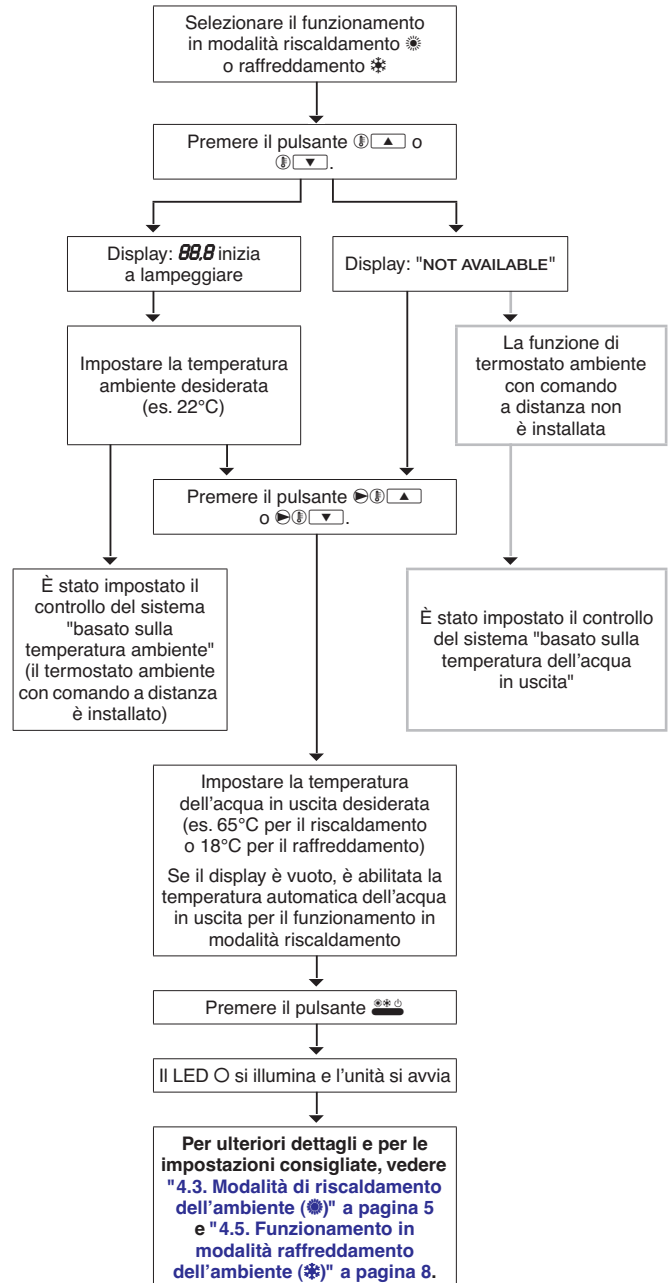 Selezionare il funzionamento
in modalità riscaldamento ☀
o raffreddamento ❄
Premere il pulsante ▲ o
▼.
Display: 88.8 inizia
a lampeggiare
Display: "NOT AVAILABLE"
Impostare la temperatura
ambiente desiderata
(es. 22°C)
La funzione di
termostato ambiente
con comando
a distanza non
è installata
Premere il pulsante ▲
o ▼.
È stato impostato il
controllo del sistema
"basato sulla
temperatura ambiente"
(il termostato ambiente
con comando a distanza
è installato)
È stato impostato il controllo
del sistema "basato sulla
temperatura dell'acqua
in uscita"
Impostare la temperatura
dell'acqua in uscita desiderata
(es. 65°C per il riscaldamento
o 18°C per il raffreddamento)
Se il display è vuoto, è abilitata la
temperatura automatica dell'acqua
in uscita per il funzionamento in
modalità riscaldamento
Premere il pulsante
Il LED O si illumina e l'unità si avvia
Per ulteriori dettagli e per le
impostazioni consigliate, vedere
"4.3. Modalità di riscaldamento
dell'ambiente (☀)" a pagina 5
e "4.5. Funzionamento in
modalità raffreddamento
dell'ambiente (❄)" a pagina 8.